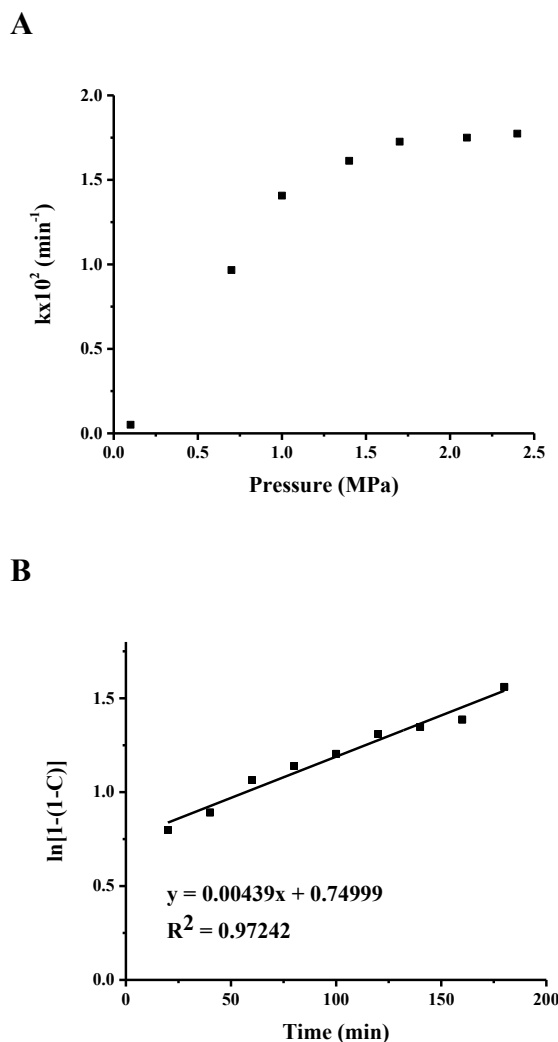 A
2.0
1.5
1.0
0.5
0.0
kx10² (min⁻¹)
0.0 0.5 1.0 1.5 2.0 2.5
Pressure (MPa)
B
1.5
1.0
0.5
0.0
ln[1-(1-C)]
y = 0.00439x + 0.74999
R² = 0.97242
0 50 100 150 200
Time (min)